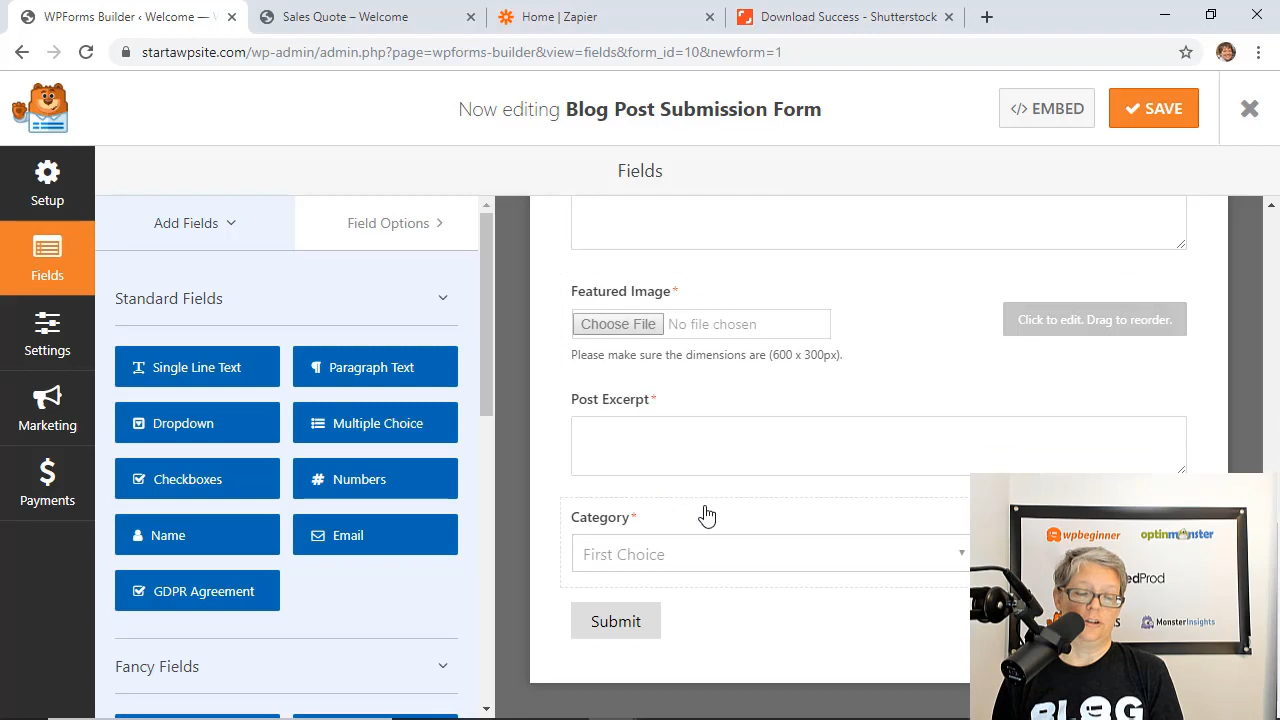 WPForms Builder ‹ Welcome —
Sales Quote – Welcome
Home | Zapier
Download Success - Shutterstock
startawpsite.com/wp-admin/admin.php?page=wpforms-builder&view=fields&form_id=10&newform=1
Now editing Blog Post Submission Form
</> EMBED
SAVE
Setup
Fields
Settings
Marketing
Payments
Fields
Add Fields
Field Options
Standard Fields
Single Line Text
Paragraph Text
Dropdown
Multiple Choice
Checkboxes
Numbers
Name
Email
GDPR Agreement
Fancy Fields
Featured Image*
Choose File No file chosen
Click to edit. Drag to reorder.
Please make sure the dimensions are (600 x 300px).
Post Excerpt*
Category*
First Choice
Submit
wpbeginner
optinmonster
edProd
MonsterInsights
BLOG